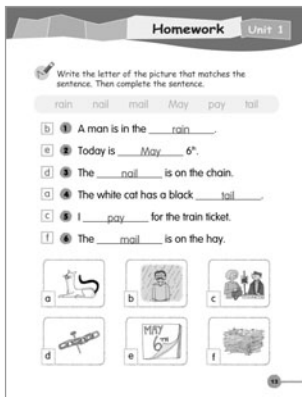 Homework Unit 1
Write the letter of the picture that matches the
sentence. Then complete the sentence.
rain nail mail May pay tail
b 1 A man is in the rain.
e 2 Today is May 6th.
d 3 The nail is on the chain.
a 4 The white cat has a black tail.
c 5 I pay for the train ticket.
f 6 The mail is on the hay.
a b c
MAY
6TH
d e f